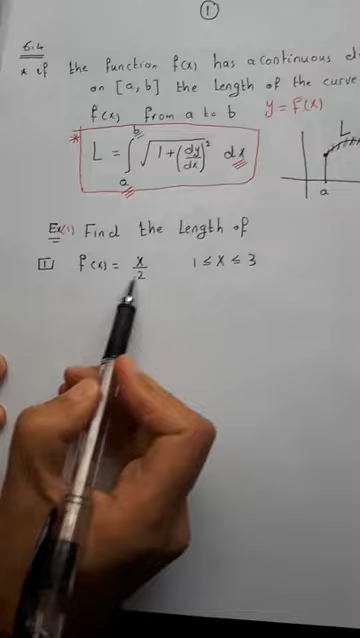 1
6.4
* if the function f(x) has a continuous
on [a, b] the length of the curve
f(x) from a to b y = f(x)
* L = ∫_a^b √(1 + (dy/dx)²) dx
L
a
Ex(1) Find the Length of
1 f(x) = x/2 1 ≤ x ≤ 3